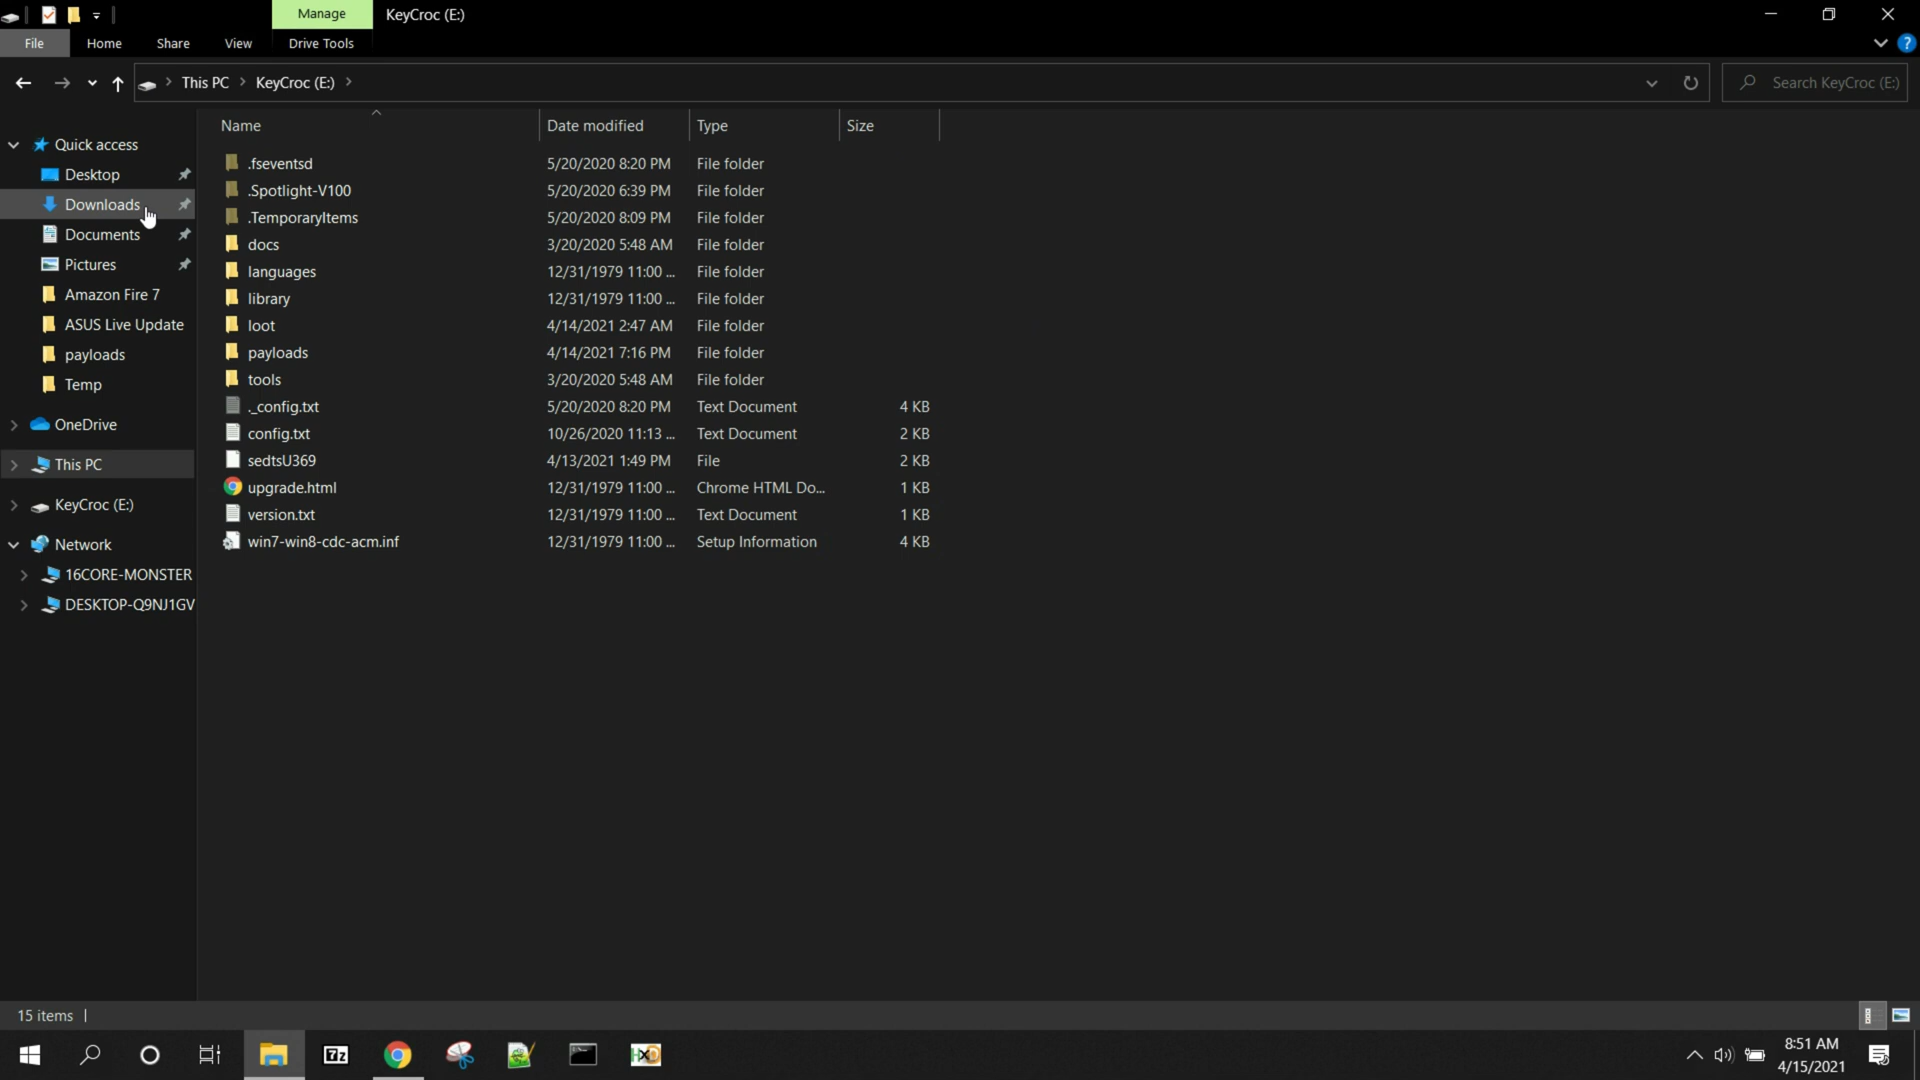 Manage KeyCroc (E:)
File Home Share View Drive Tools
This PC KeyCroc (E:) Search KeyCroc (E:)
Name Date modified Type Size
Quick access
Desktop
Downloads
Documents
Pictures
Amazon Fire 7
ASUS Live Update
payloads
Temp
OneDrive
This PC
KeyCroc (E:)
Network
16CORE-MONSTER
DESKTOP-Q9NJ1GV
.fseventsd 5/20/2020 8:20 PM File folder
.Spotlight-V100 5/20/2020 6:39 PM File folder
.TemporaryItems 5/20/2020 8:09 PM File folder
docs 3/20/2020 5:48 AM File folder
languages 12/31/1979 11:00 ... File folder
library 12/31/1979 11:00 ... File folder
loot 4/14/2021 2:47 AM File folder
payloads 4/14/2021 7:16 PM File folder
tools 3/20/2020 5:48 AM File folder
._config.txt 5/20/2020 8:20 PM Text Document 4 KB
config.txt 10/26/2020 11:13 ... Text Document 2 KB
sedtsU369 4/13/2021 1:49 PM File 2 KB
upgrade.html 12/31/1979 11:00 ... Chrome HTML Do... 1 KB
version.txt 12/31/1979 11:00 ... Text Document 1 KB
win7-win8-cdc-acm.inf 12/31/1979 11:00 ... Setup Information 4 KB
15 items
7z
HXD
8:51 AM
4/15/2021